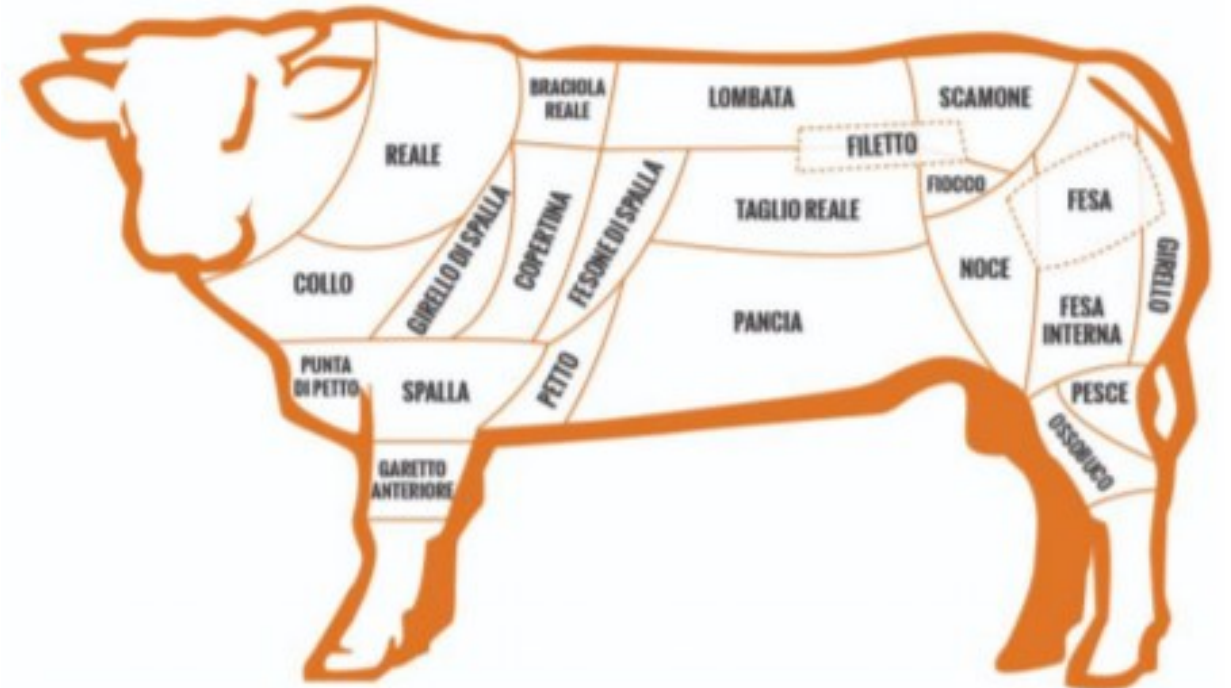 BRACIOLA
REALE
LOMBATA
SCAMONE
REALE
FILETTO
FIOCCO
FESA
TAGLIO REALE
GIRELLO DI SPALLA
COPERTINA
FESONE DI SPALLA
COLLO
NOCE
GIRELLO
FESA
INTERNA
PANCIA
PUNTA
DI PETTO
SPALLA
PETTO
PESCE
OSSOBUCO
GARETTO
ANTERIORE